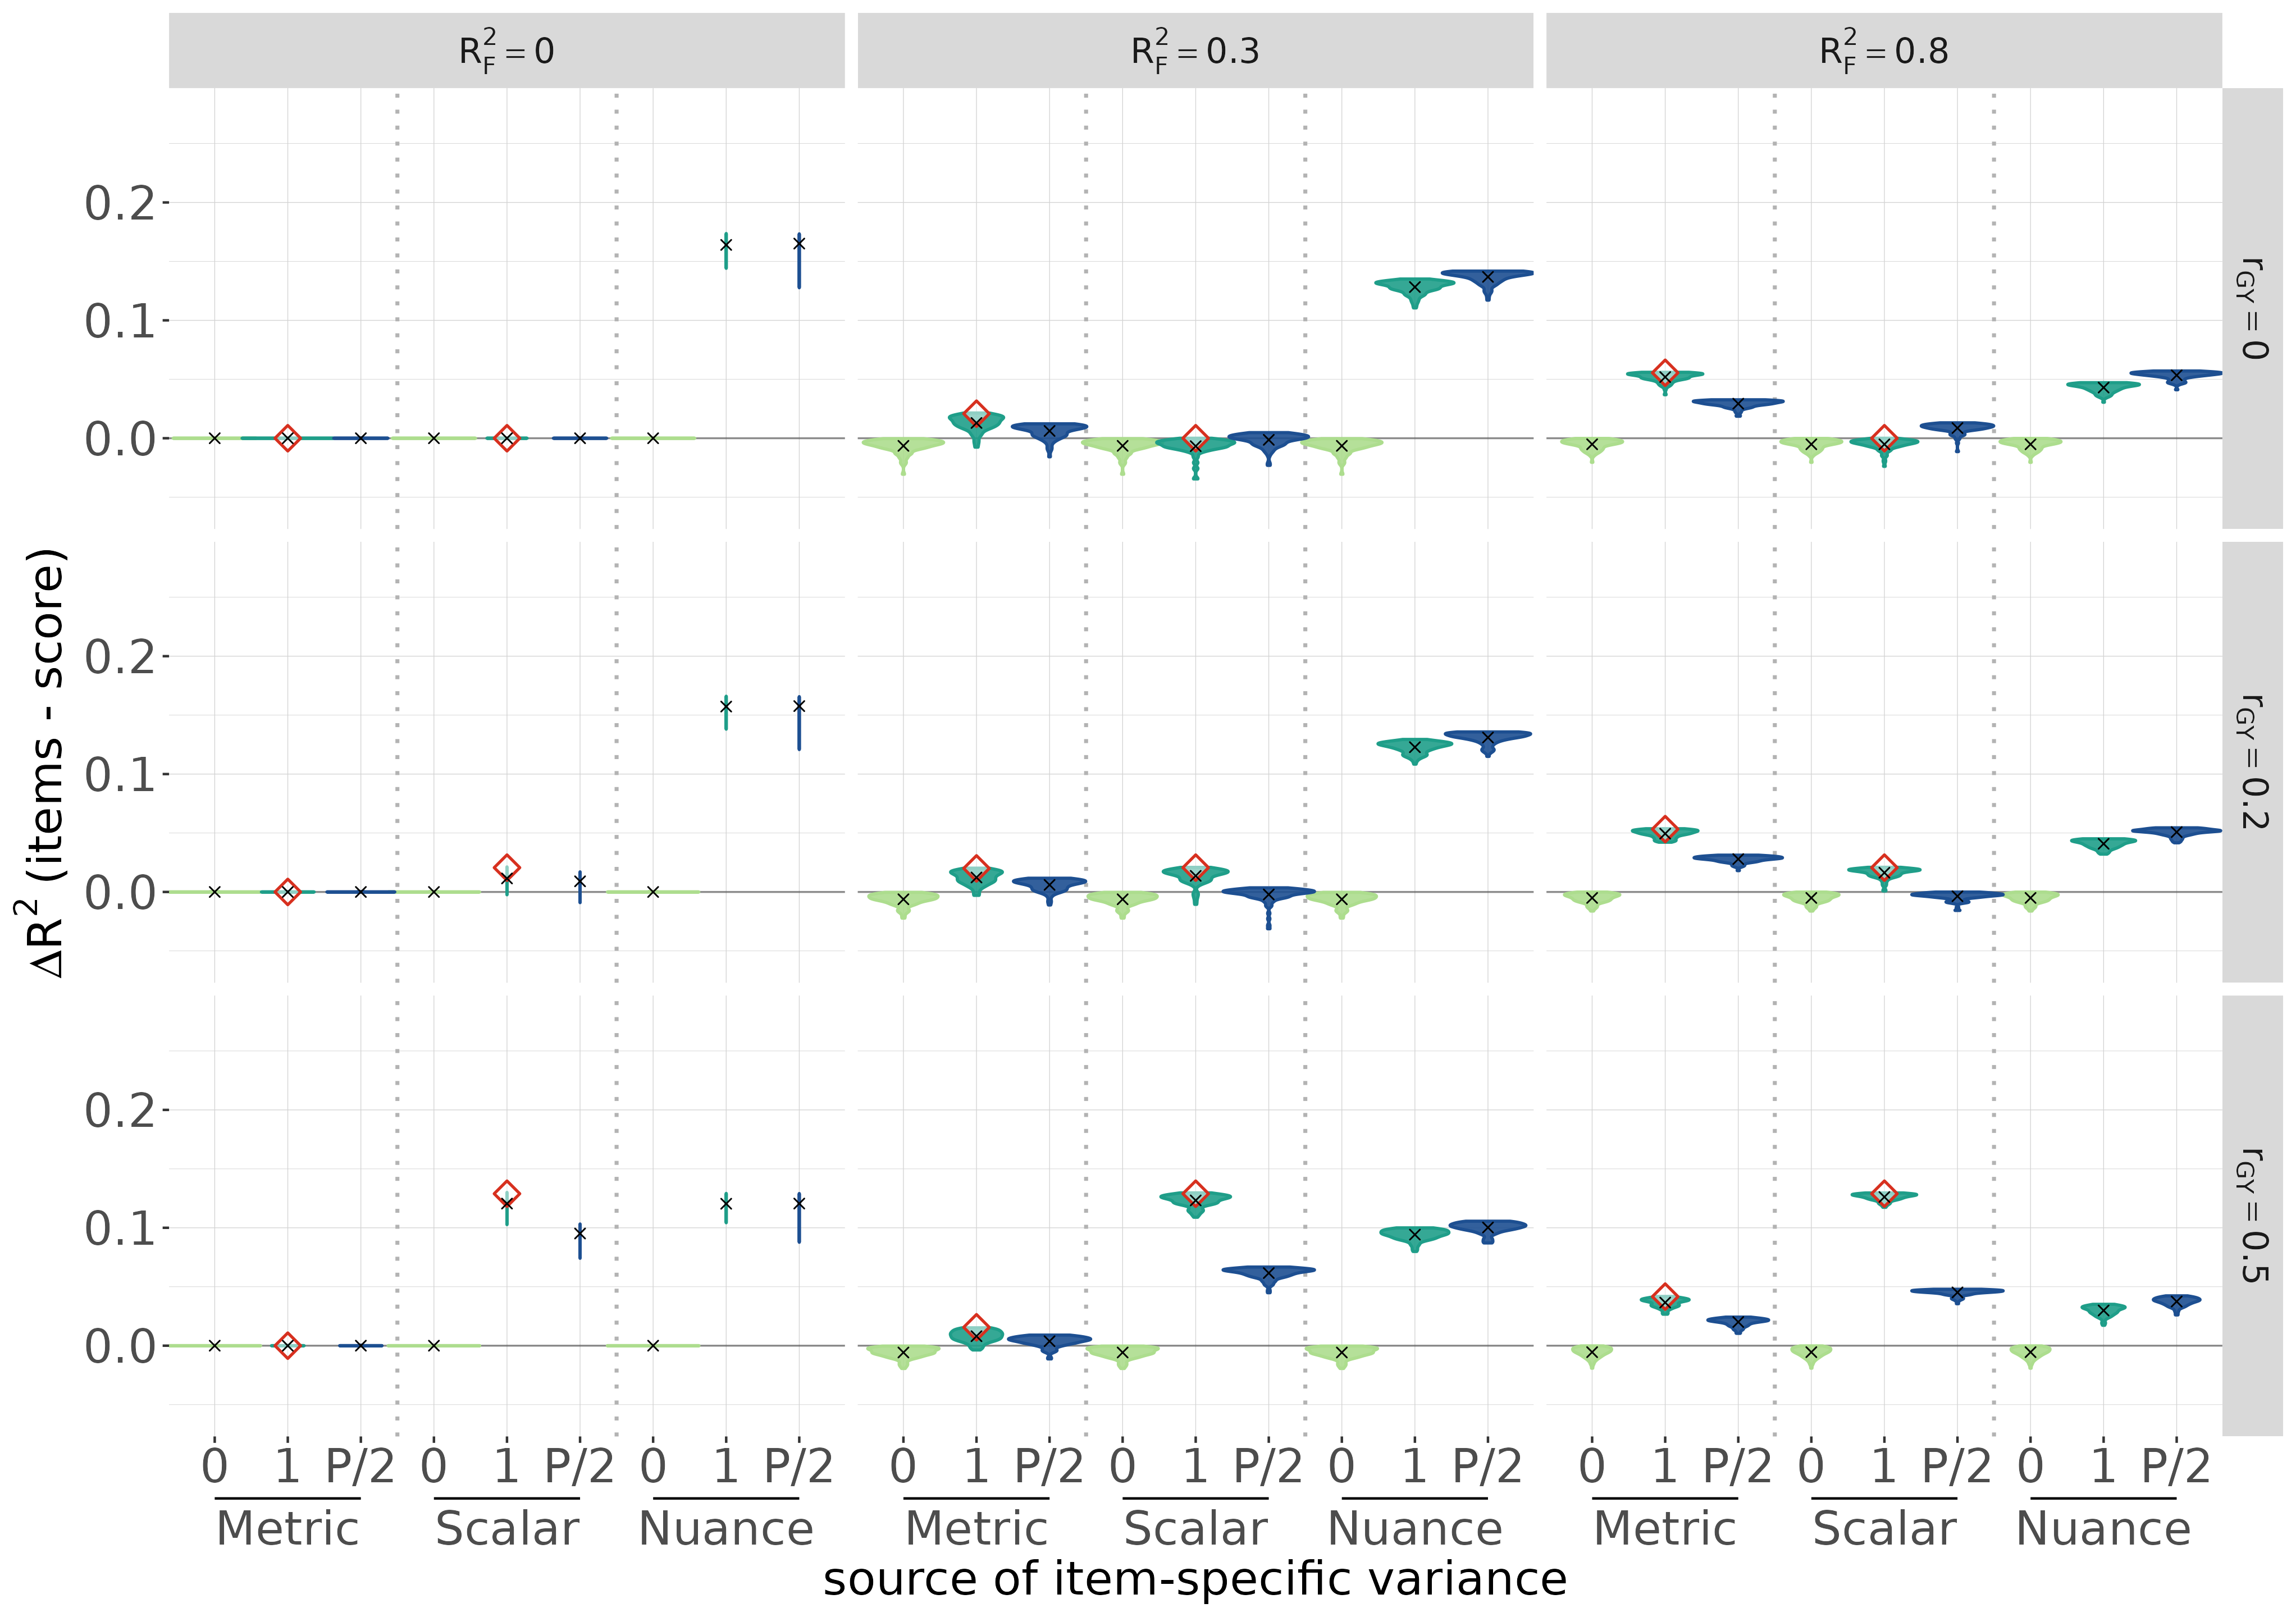 R²F = 0 R²F = 0.3 R²F = 0.8
0.2
0.1
0.0
rGY = 0
0.2
0.1
0.0
rGY = 0.2
0.2
0.1
0.0
rGY = 0.5
ΔR² (items - score)
0 1 P/2 0 1 P/2 0 1 P/2 0 1 P/2 0 1 P/2 0 1 P/2 0 1 P/2 0 1 P/2 0 1 P/2
Metric Scalar Nuance Metric Scalar Nuance Metric Scalar Nuance
source of item-specific variance